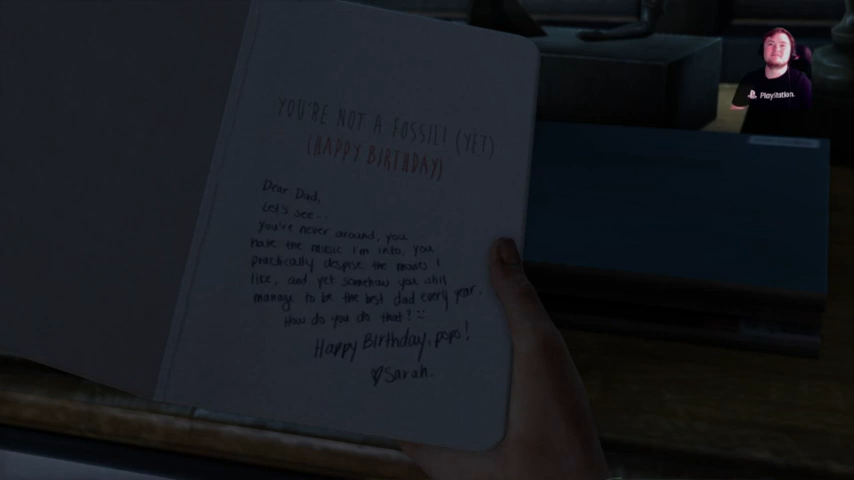 YOU'RE NOT A FOSSIL! (YET)
(HAPPY BIRTHDAY)
Dear Dad,
Let's see...
you're never around, you
hate the music I'm into, you
practically despise the movies I
like, and yet somehow you still
manage to be the best dad every year.
How do you do that? :)
Happy Birthday, pops!
♡Sarah.
PlayStation.